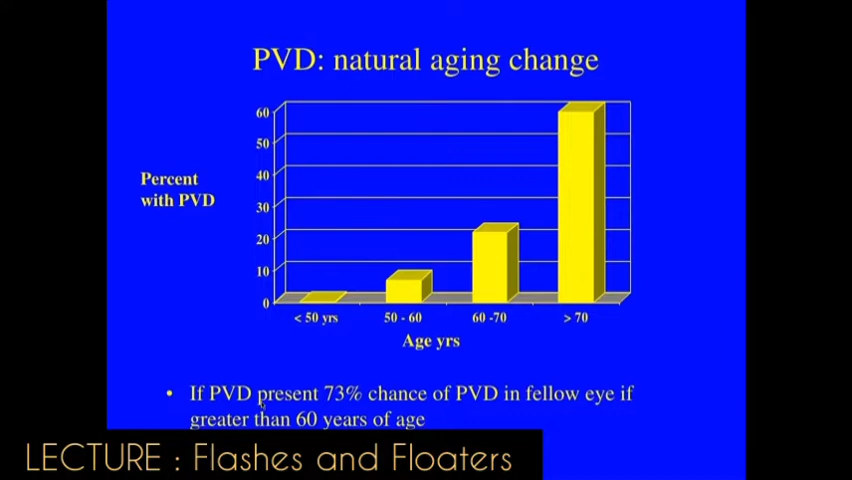 PVD: natural aging change
60
50
40
30
20
10
0
Percent
with PVD
< 50 yrs
50 - 60
60 -70
> 70
Age yrs
• If PVD present 73% chance of PVD in fellow eye if
greater than 60 years of age
LECTURE : Flashes and Floaters